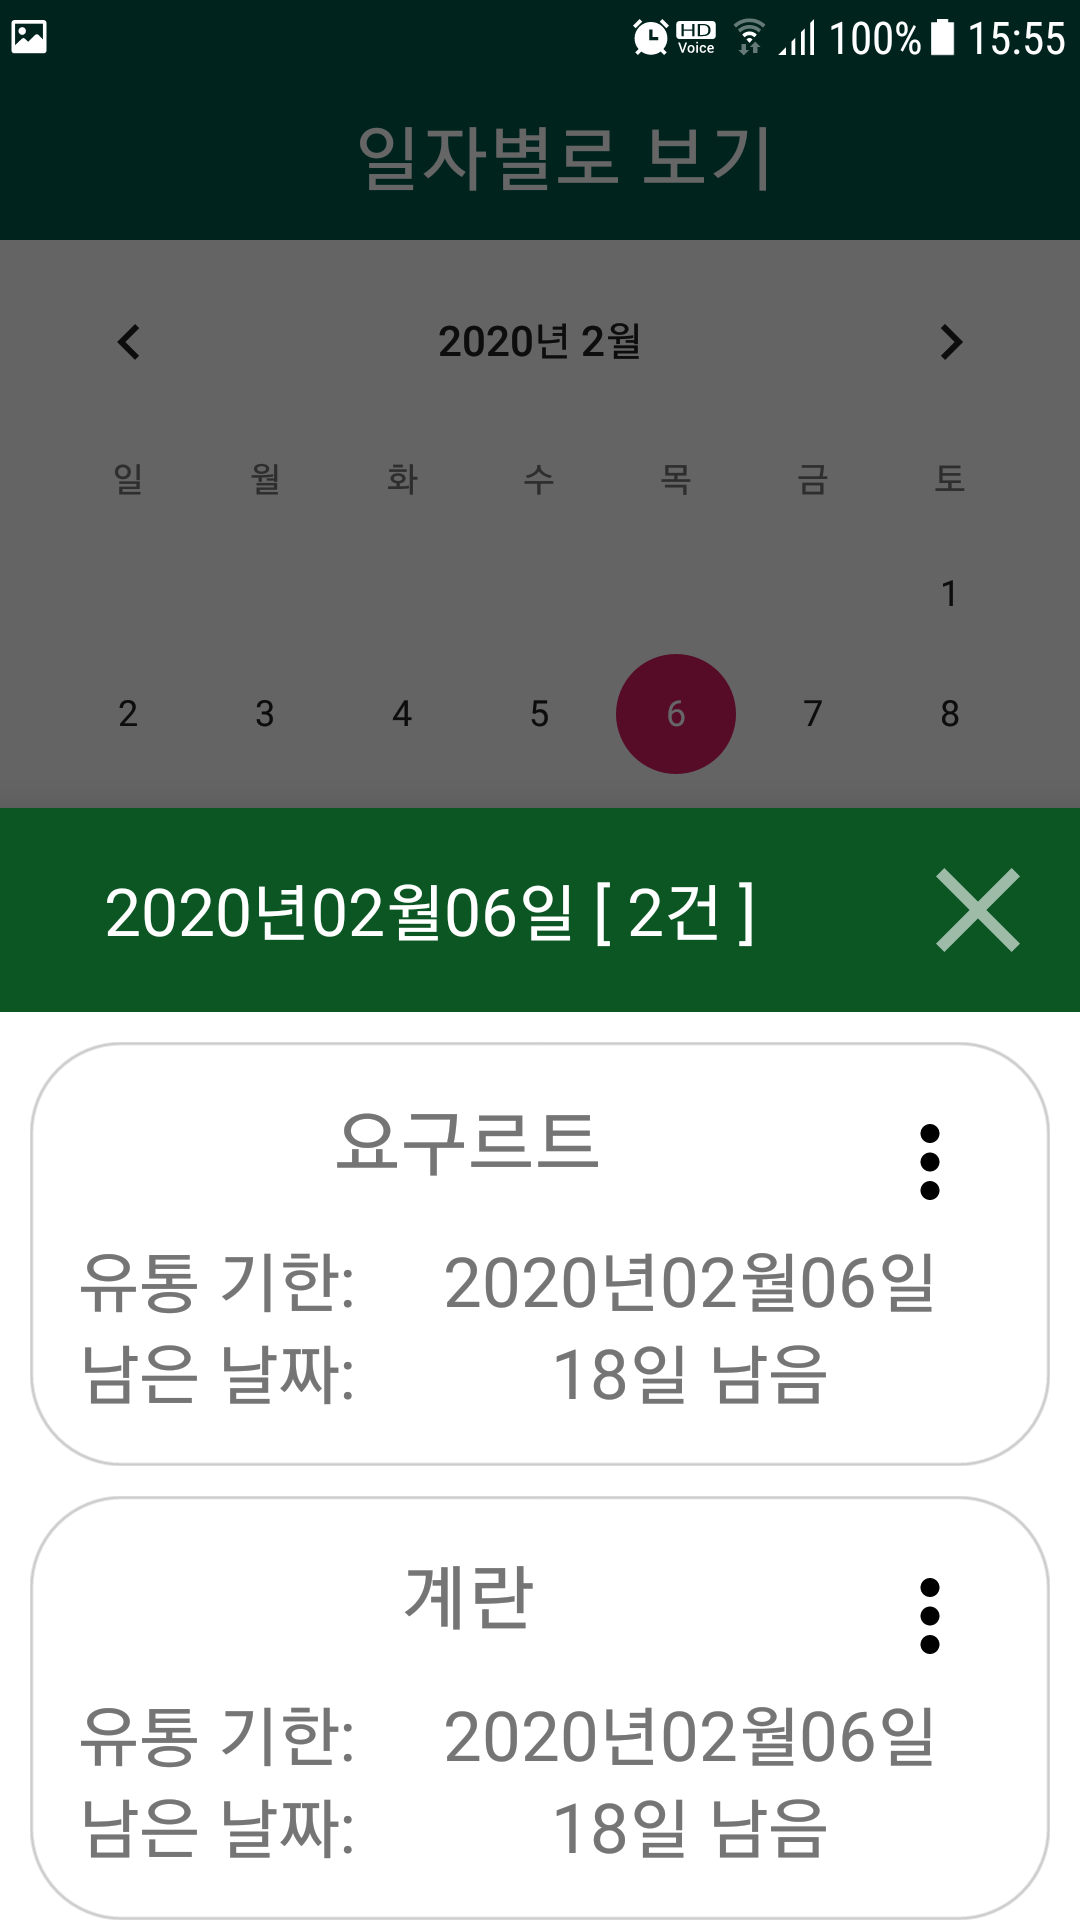 HD Voice 100% 15:55
일자별로 보기
2020년 2월
일 월 화 수 목 금 토
1
2 3 4 5 6 7 8
2020년02월06일 [ 2건 ]
요구르트
유통 기한: 2020년02월06일
남은 날짜: 18일 남음
계란
유통 기한: 2020년02월06일
남은 날짜: 18일 남음